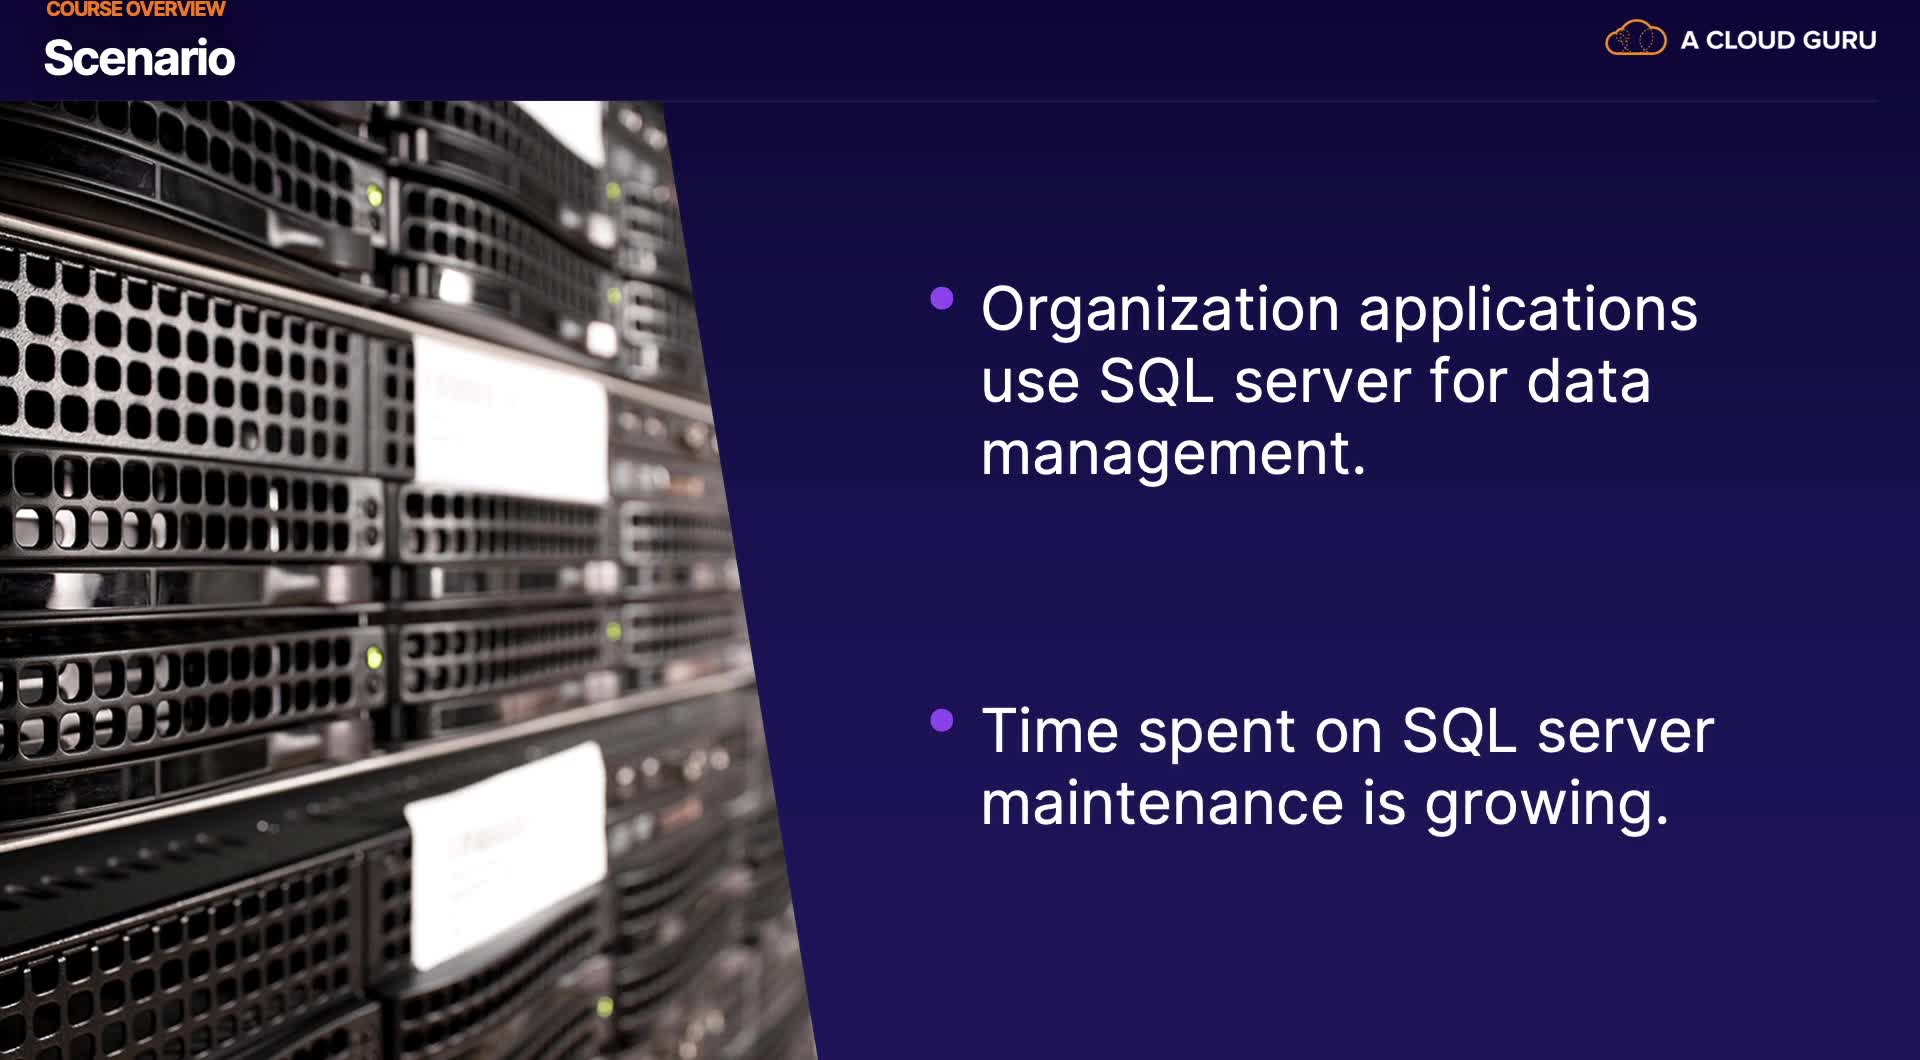 COURSE OVERVIEW
Scenario
A CLOUD GURU
Organization applications
use SQL server for data
management.
Time spent on SQL server
maintenance is growing.